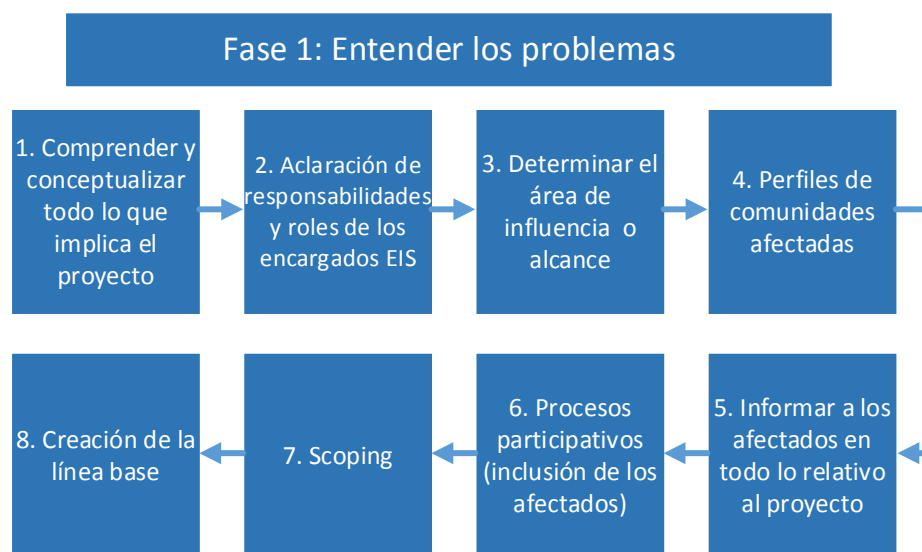 Fase 1: Entender los problemas
1. Comprender y
conceptualizar
todo lo que
implica el
proyecto
2. Aclaración de
responsabilidades
y roles de los
encargados EIS
3. Determinar el
área de
influencia o
alcance
4. Perfiles de
comunidades
afectadas
5. Informar a los
afectados en
todo lo relativo
al proyecto
6. Procesos
participativos
(inclusión de los
afectados)
7. Scoping
8. Creación de la
línea base